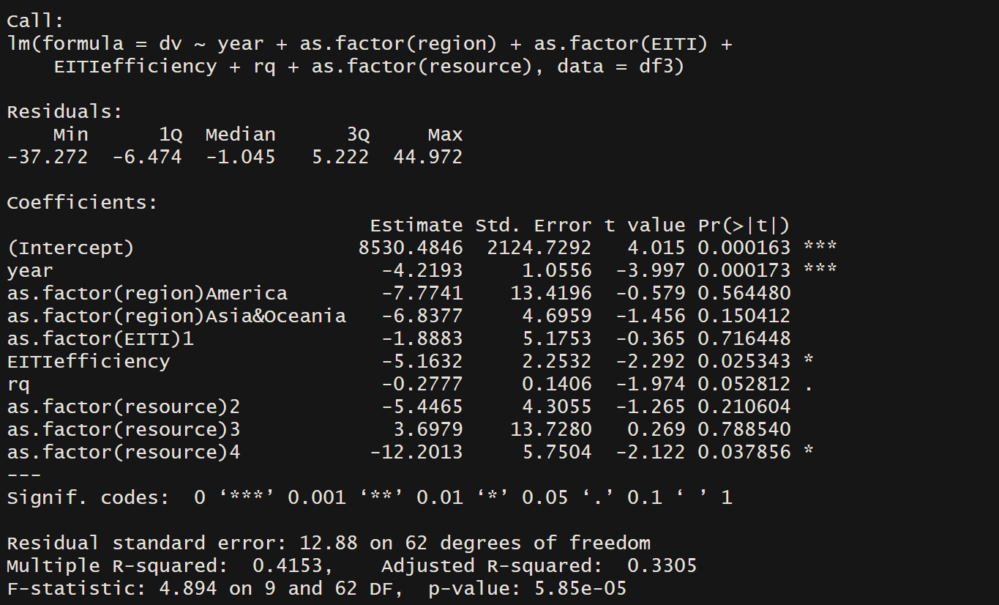 Call:
lm(formula = dv ~ year + as.factor(region) + as.factor(EITI) +
    EITIefficiency + rq + as.factor(resource), data = df3)

Residuals:
    Min      1Q  Median      3Q     Max
-37.272  -6.474  -1.045   5.222  44.972

Coefficients:
                               Estimate Std. Error t value Pr(>|t|)
(Intercept)                   8530.4846  2124.7292   4.015 0.000163 ***
year                            -4.2193     1.0556  -3.997 0.000173 ***
as.factor(region)America        -7.7741    13.4196  -0.579 0.564480
as.factor(region)Asia&Oceania   -6.8377     4.6959  -1.456 0.150412
as.factor(EITI)1                -1.8883     5.1753  -0.365 0.716448
EITIefficiency                  -5.1632     2.2532  -2.292 0.025343 *
rq                              -0.2777     0.1406  -1.974 0.052812 .
as.factor(resource)2            -5.4465     4.3055  -1.265 0.210604
as.factor(resource)3             3.6979    13.7280   0.269 0.788540
as.factor(resource)4           -12.2013     5.7504  -2.122 0.037856 *
---
Signif. codes:  0 ‘***’ 0.001 ‘**’ 0.01 ‘*’ 0.05 ‘.’ 0.1 ‘ ’ 1

Residual standard error: 12.88 on 62 degrees of freedom
Multiple R-squared:  0.4153,    Adjusted R-squared:  0.3305
F-statistic: 4.894 on 9 and 62 DF,  p-value: 5.85e-05